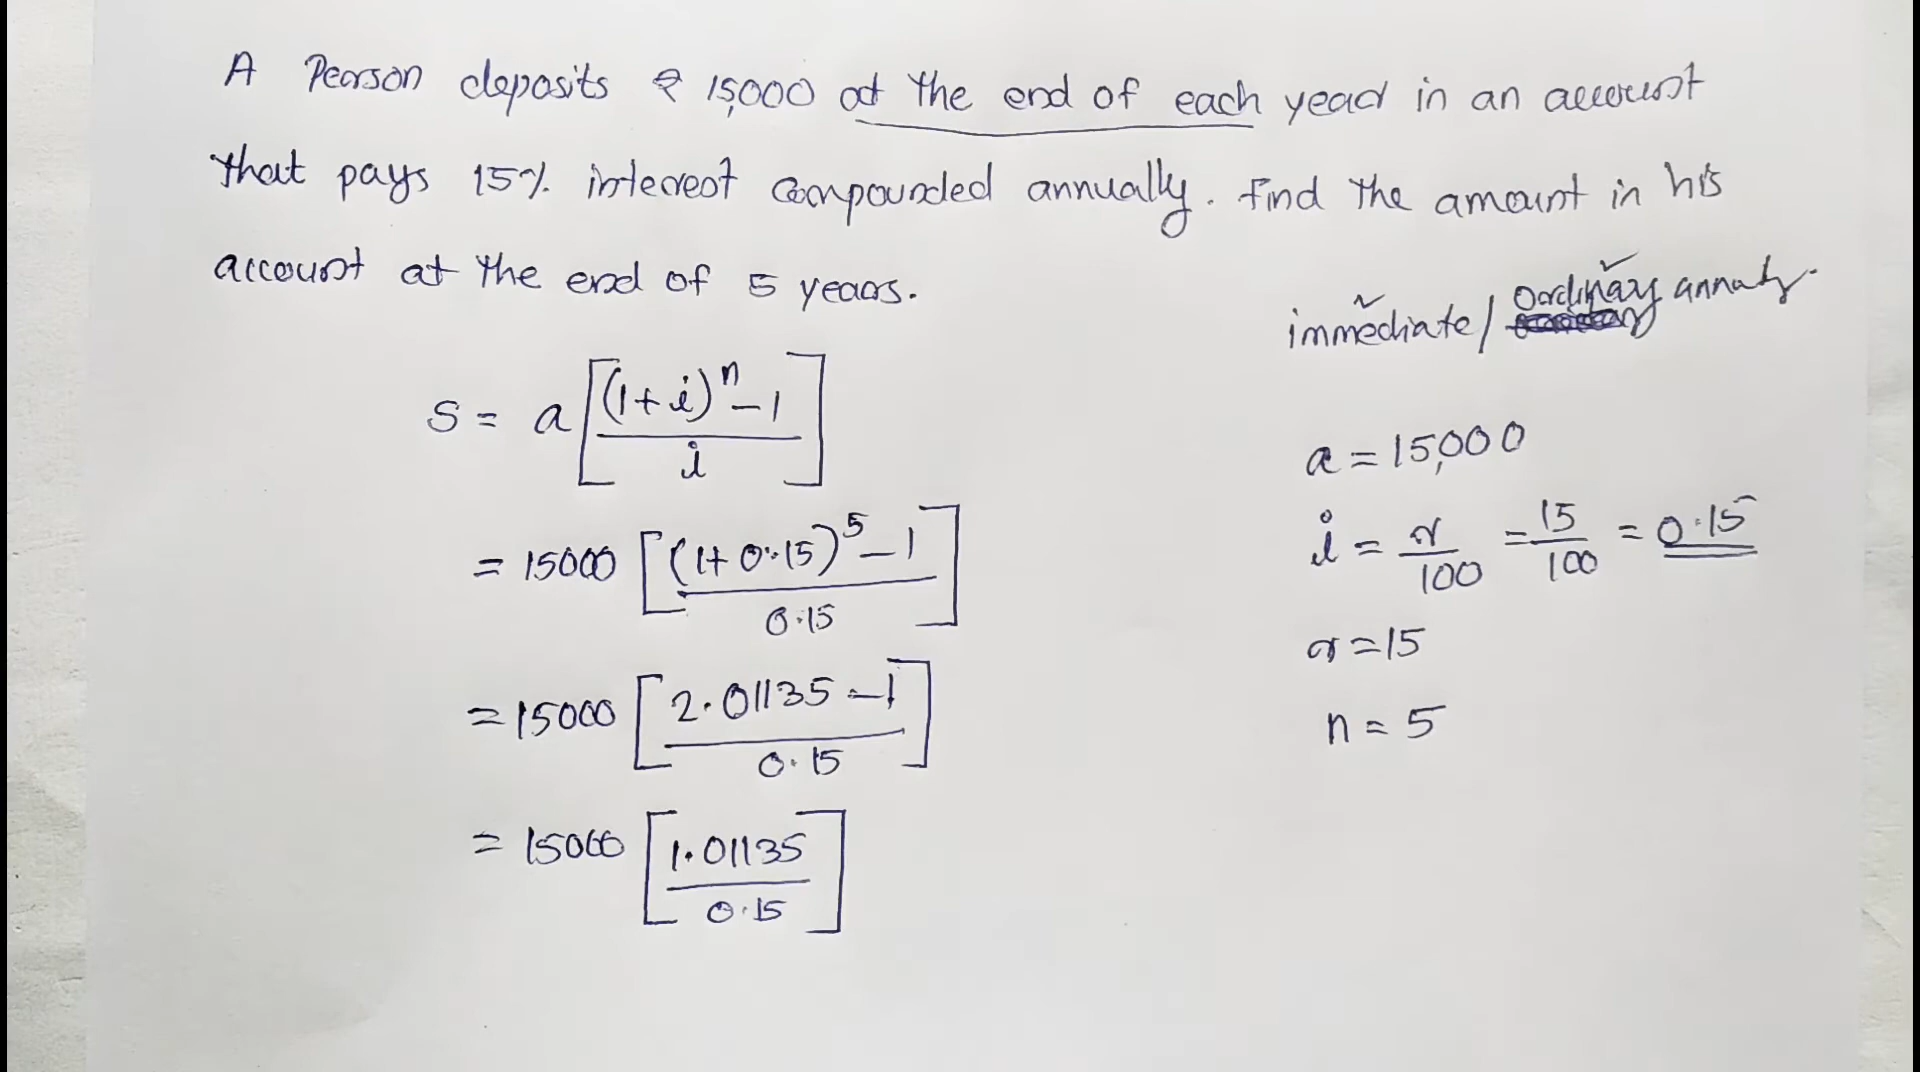 A Pearson deposits ₹ 15,000 at the end of each year in an account
that pays 15% interest compounded annually. Find the amount in his
account at the end of 5 years.
immediate / Oordinary annuty.
S = a [ (1+i)^n - 1 / i ]
= 15000 [ (1+0.15)^5 - 1 / 0.15 ]
= 15000 [ 2.01135 - 1 / 0.15 ]
= 15000 [ 1.01135 / 0.15 ]
a = 15,000
i = r/100 = 15/100 = 0.15
r = 15
n = 5